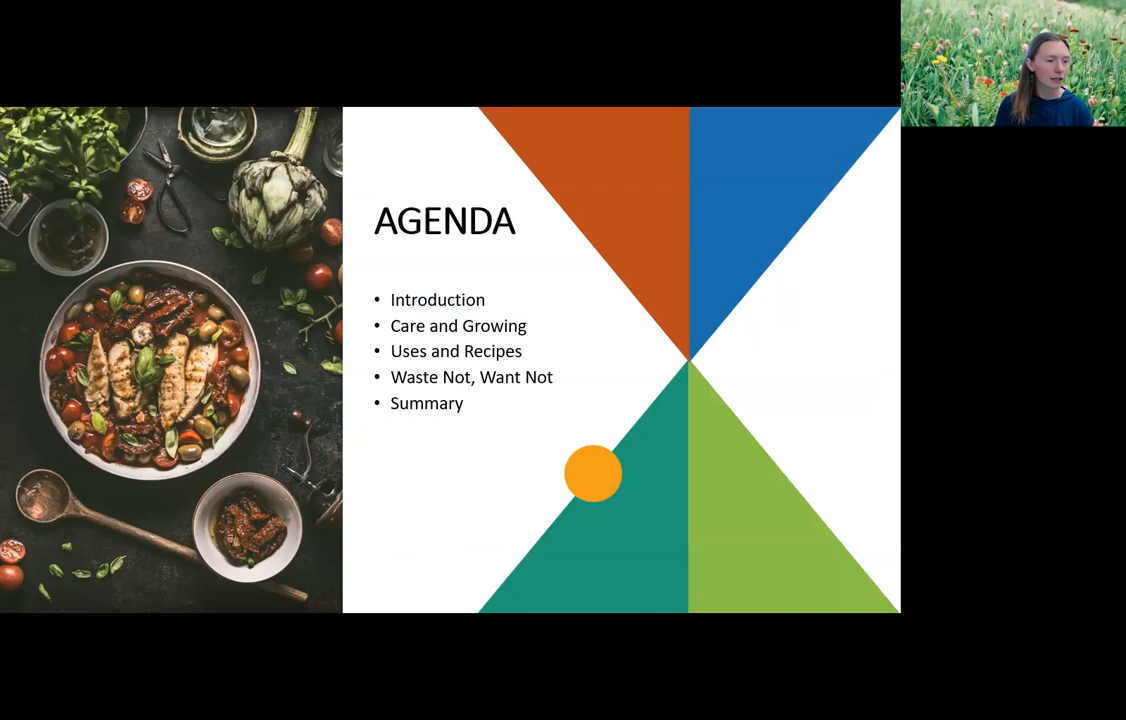 AGENDA
• Introduction
• Care and Growing
• Uses and Recipes
• Waste Not, Want Not
• Summary